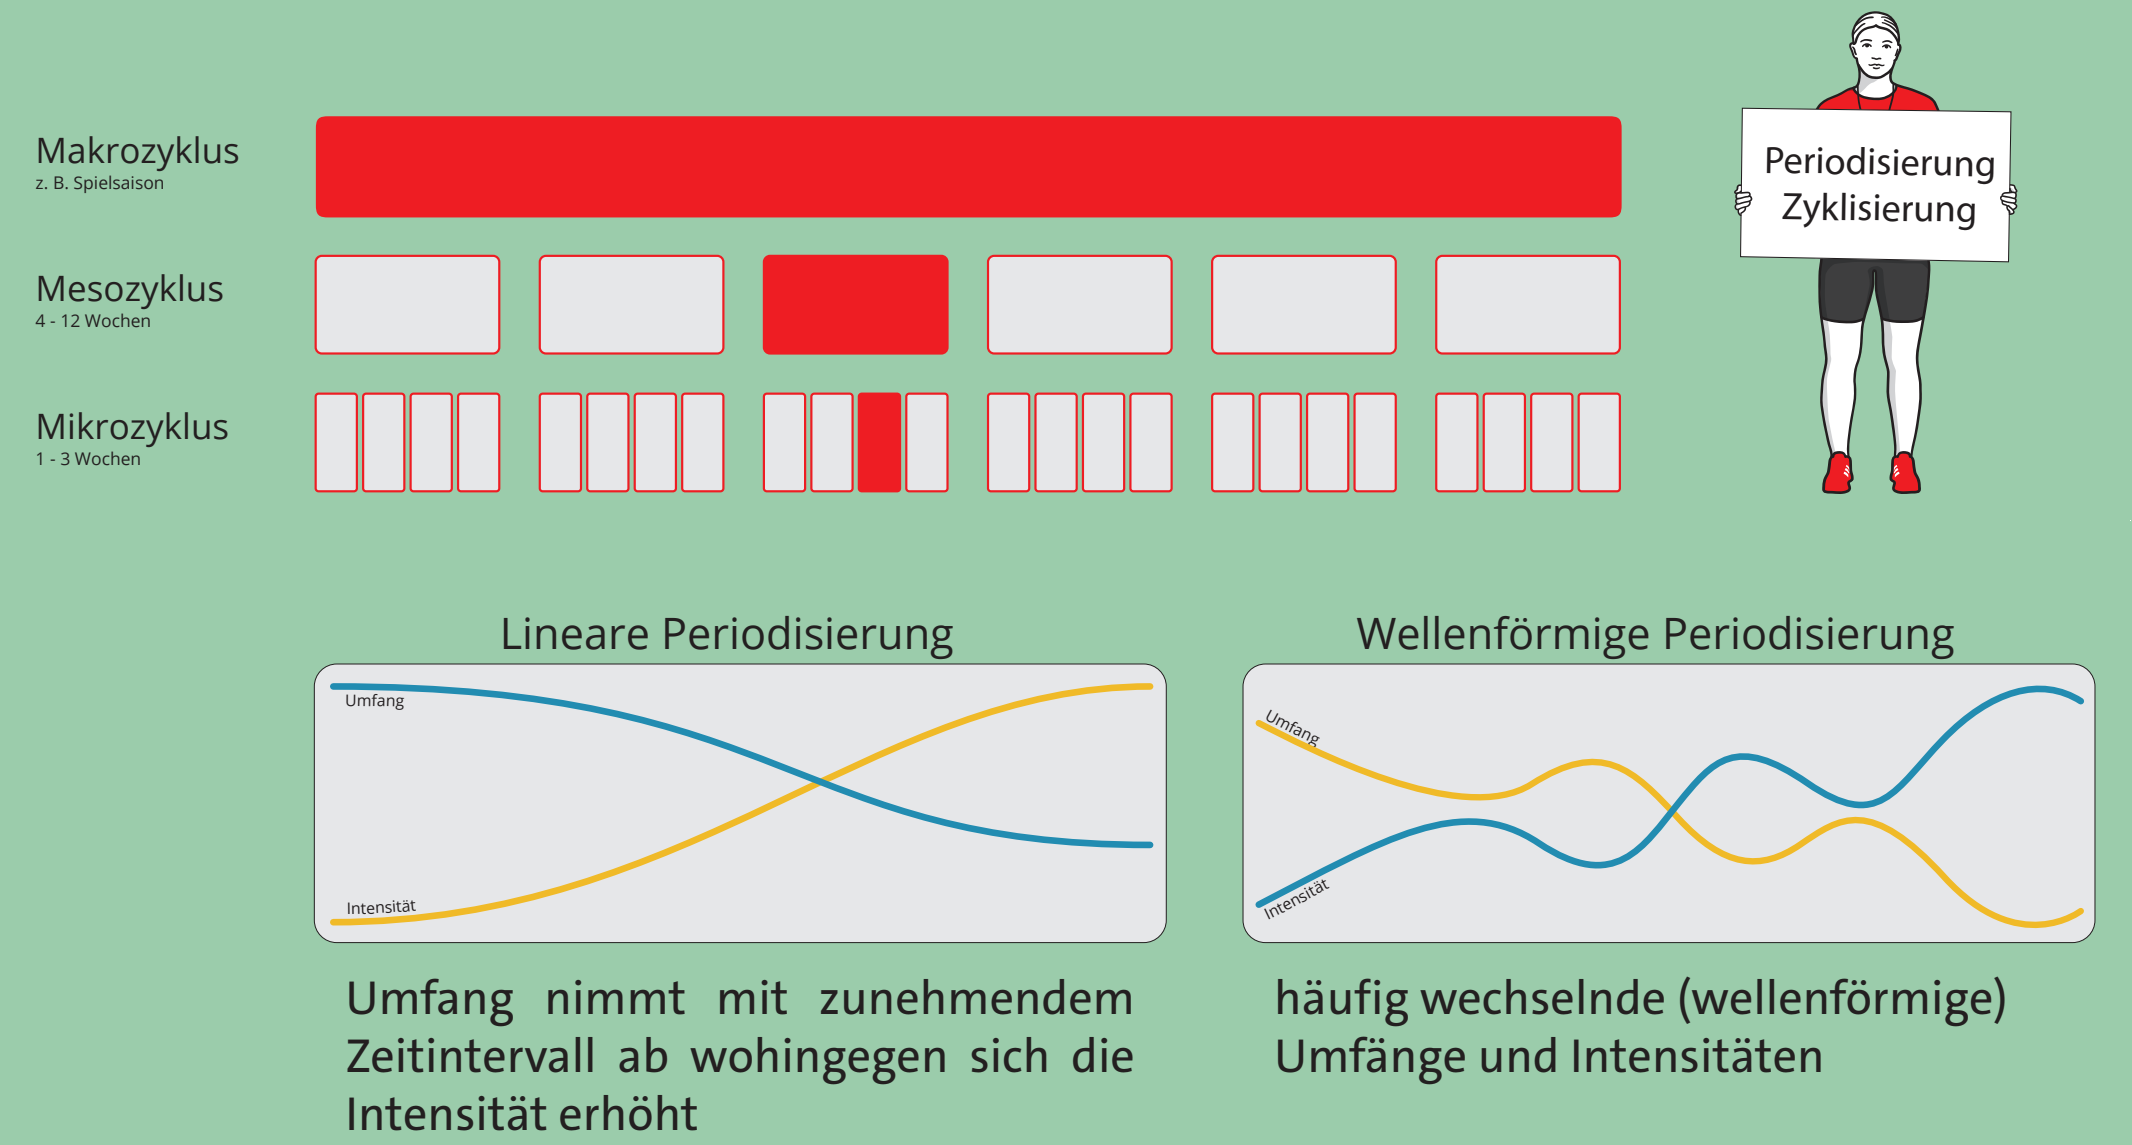 Makrozyklus
z. B. Spielsaison
Periodisierung
Zyklisierung
Mesozyklus
4 - 12 Wochen
Mikrozyklus
1 - 3 Wochen
Lineare Periodisierung
Umfang
Intensität
Umfang nimmt mit zunehmendem
Zeitintervall ab wohingegen sich die
Intensität erhöht
Wellenförmige Periodisierung
Umfang
Intensität
häufig wechselnde (wellenförmige)
Umfänge und Intensitäten